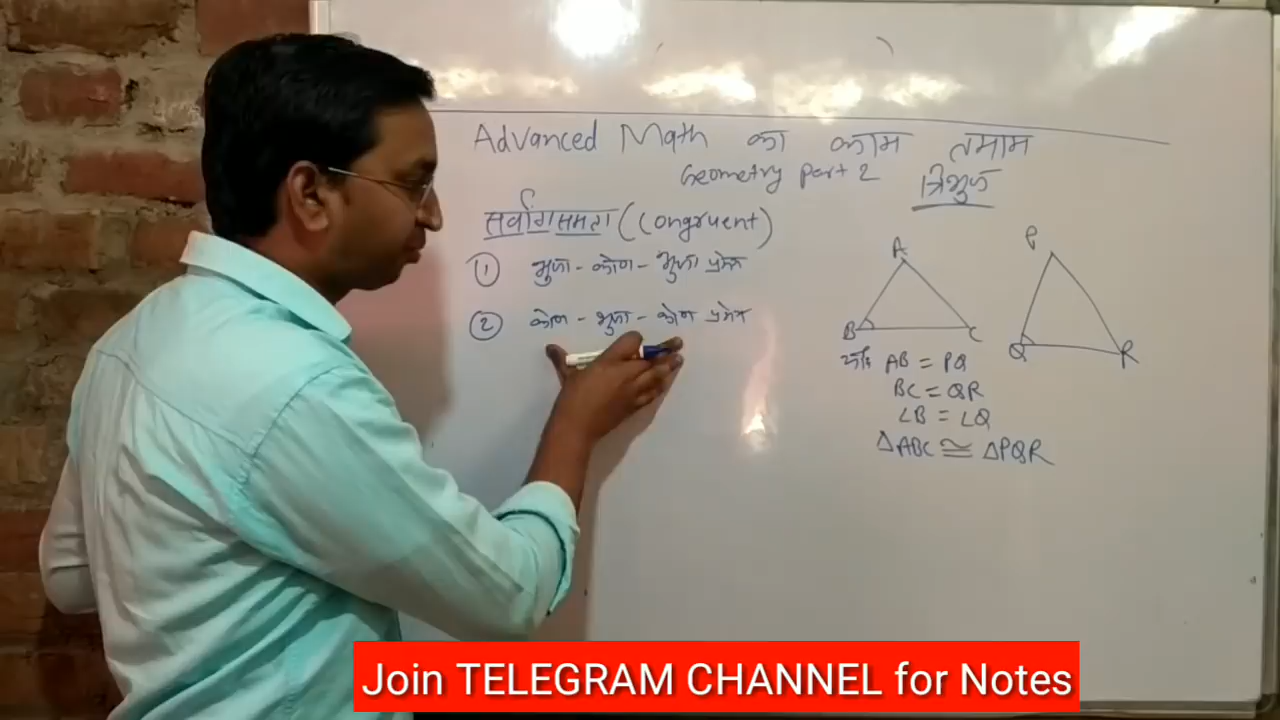 Advanced Math का काम तमाम
Geometry part 2 त्रिभुज
सर्वांगसमता (Congruent)
① भुजा - कोण - भुजा प्रमेय
② कोण - भुजा - कोण प्रमेय
A
B C
P
Q R
यदि AB = PQ
BC = QR
∠B = ∠Q
△ABC ≅ △PQR
Join TELEGRAM CHANNEL for Notes